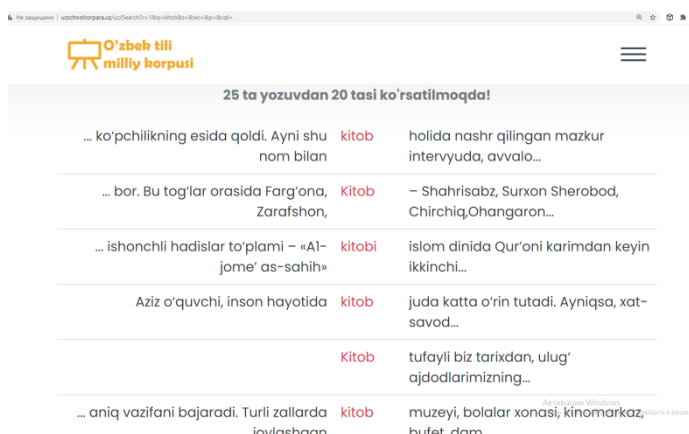 Не защищено | uzschoolcorpara.uz/uz/Search?s=1&q=kitob&z=&wc=&p=&cql=
O'zbek tili
milliy korpusi
25 ta yozuvdan 20 tasi ko'rsatilmoqda!
... ko‘pchilikning esida qoldi. Ayni shu kitob holida nashr qilingan mazkur
nom bilan intervyuda, avvalo...
... bor. Bu tog‘lar orasida Farg‘ona, Kitob – Shahrisabz, Surxon Sherobod,
Zarafshon, Chirchiq,Ohangaron...
... ishonchli hadislar to‘plami – «Al- kitobi islom dinida Qur’oni karimdan keyin
jome’ as-sahih» ikkinchi...
Aziz o‘quvchi, inson hayotida kitob juda katta o‘rin tutadi. Ayniqsa, xat-
savod...
Kitob tufayli biz tarixdan, ulug‘
ajdodlarimizning...
... aniq vazifani bajaradi. Turli zallarda kitob muzeyi, bolalar xonasi, kinomarkaz,
joylashgan bufet, dam
Активация Windows